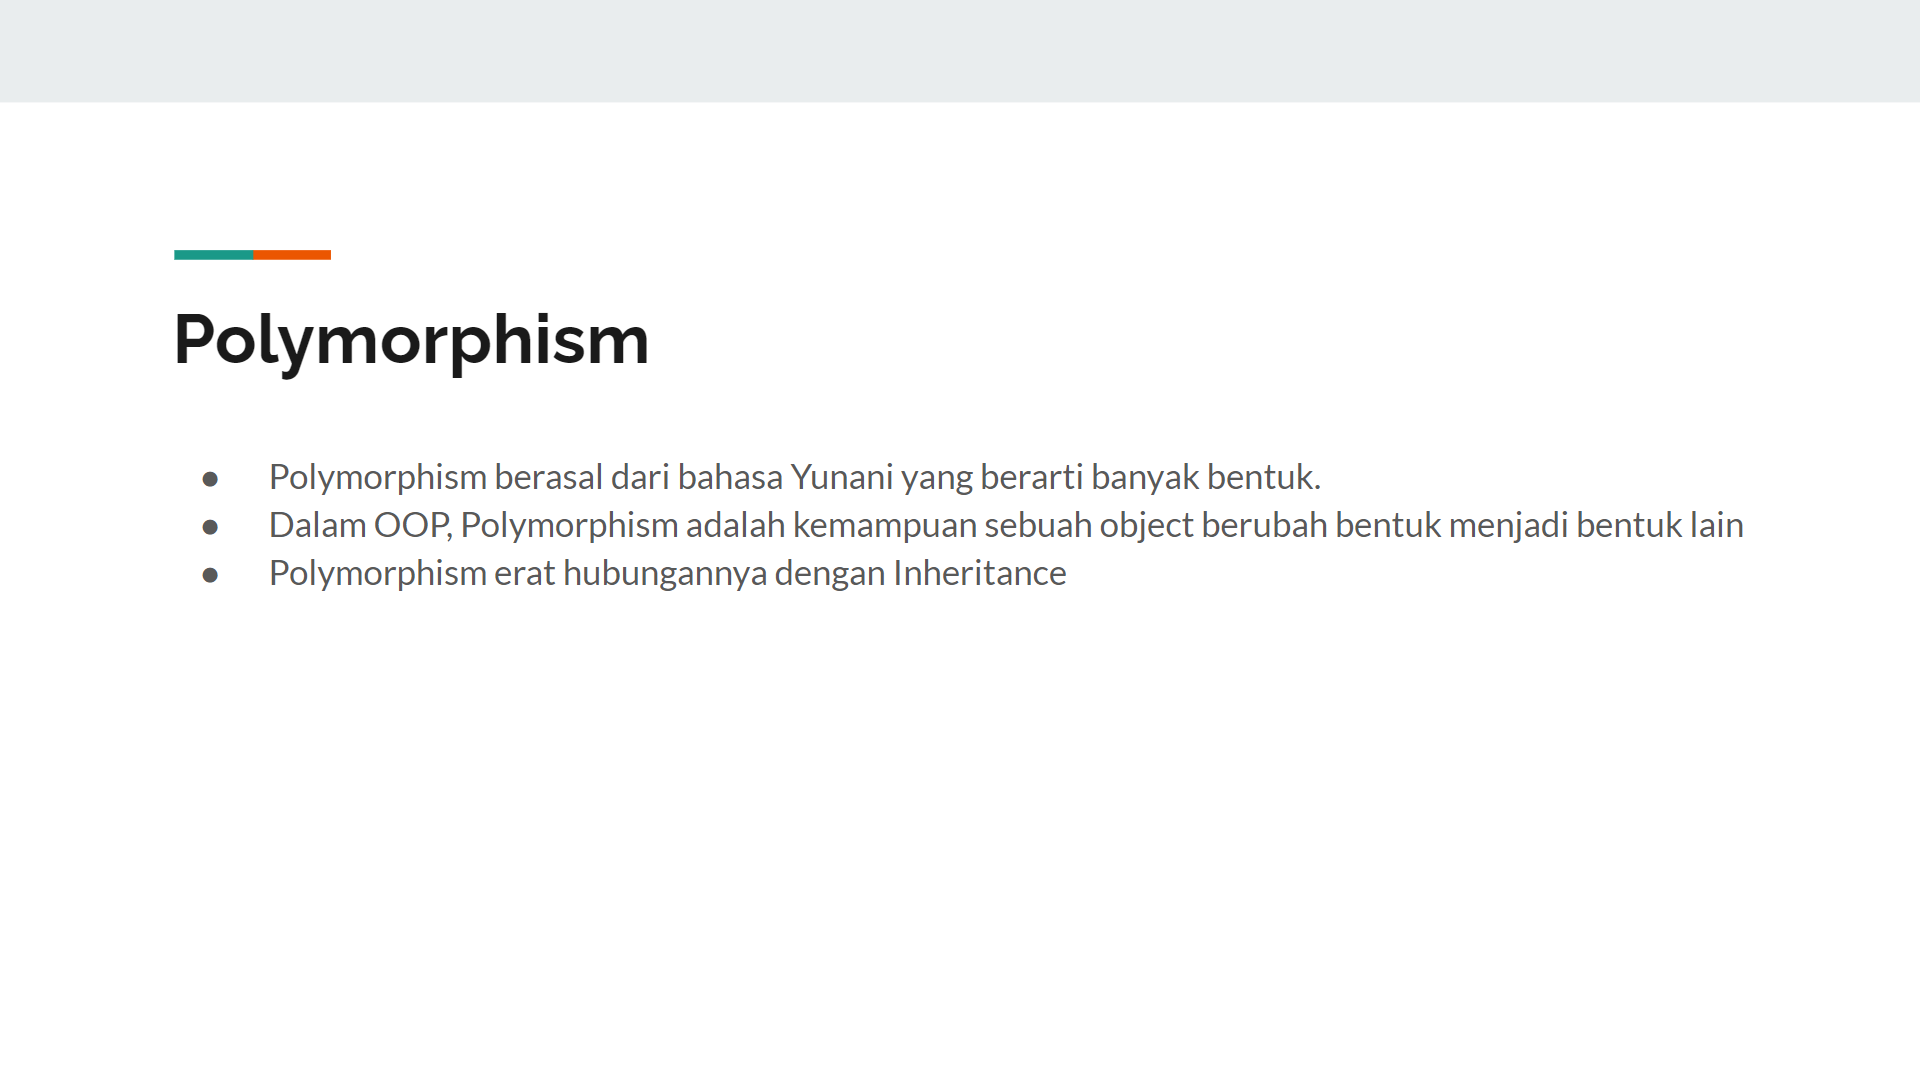 Polymorphism
● Polymorphism berasal dari bahasa Yunani yang berarti banyak bentuk.
● Dalam OOP, Polymorphism adalah kemampuan sebuah object berubah bentuk menjadi bentuk lain
● Polymorphism erat hubungannya dengan Inheritance